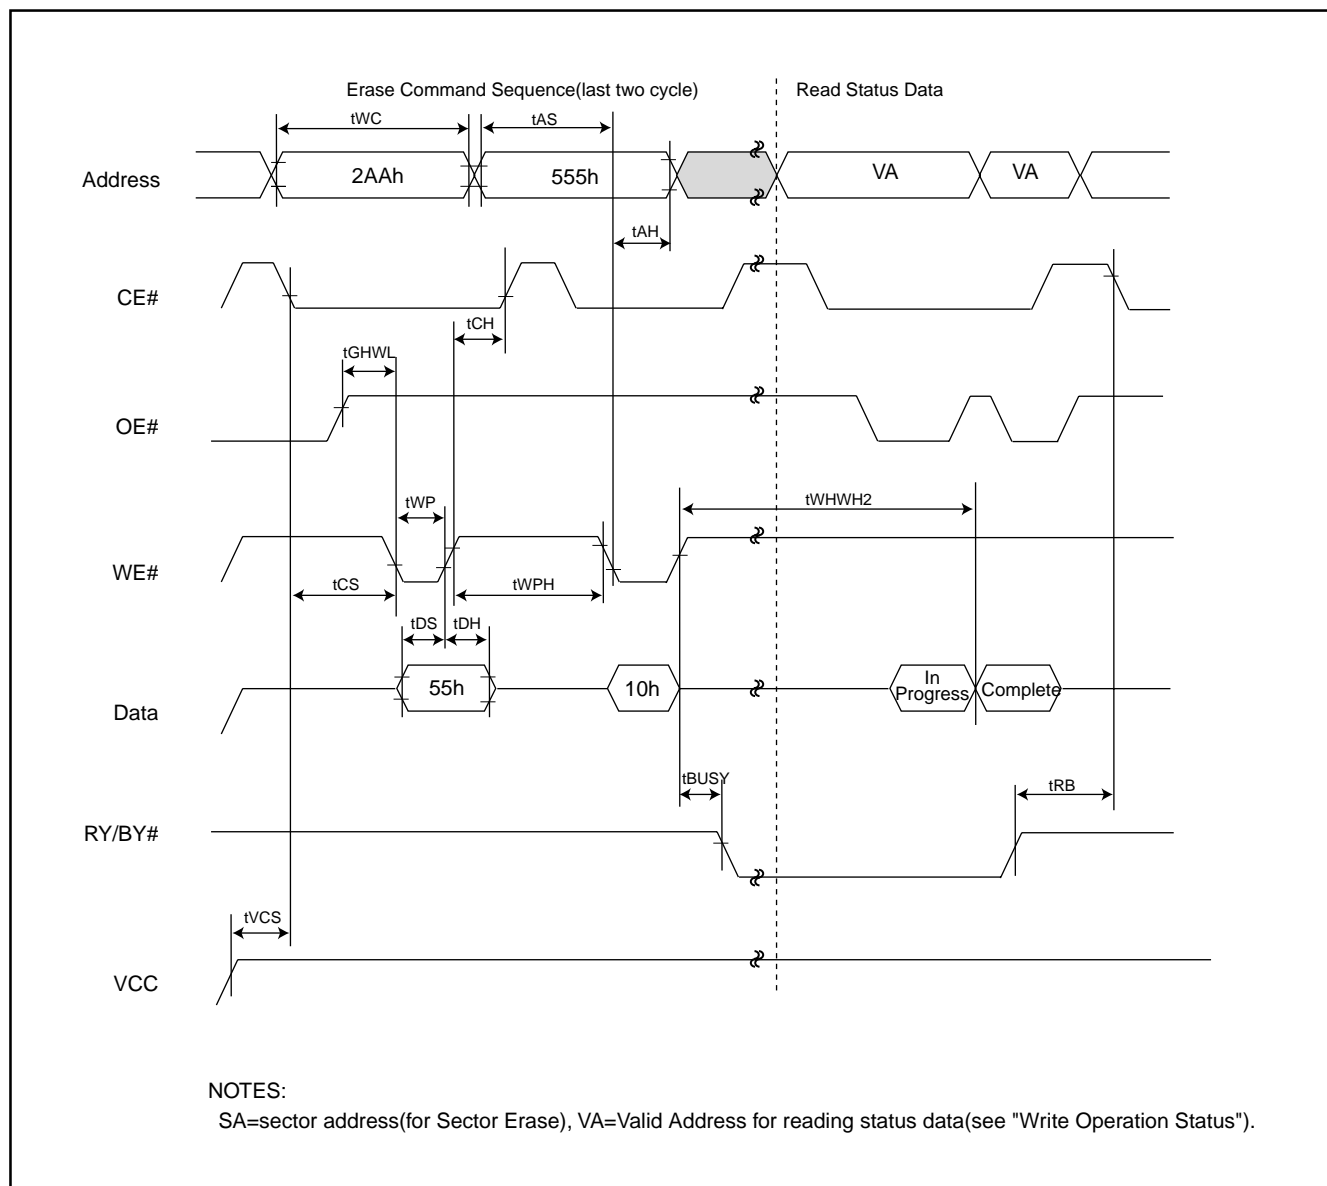 Erase Command Sequence(last two cycle)
Read Status Data
tWC
tAS
Address
2AAh
555h
VA
VA
tAH
CE#
tCH
tGHWL
OE#
tWP
tWHWH2
WE#
tCS
tWPH
tDS
tDH
Data
55h
10h
In
Progress
Complete
tBUSY
tRB
RY/BY#
tVCS
VCC
NOTES:
SA=sector address(for Sector Erase), VA=Valid Address for reading status data(see "Write Operation Status").